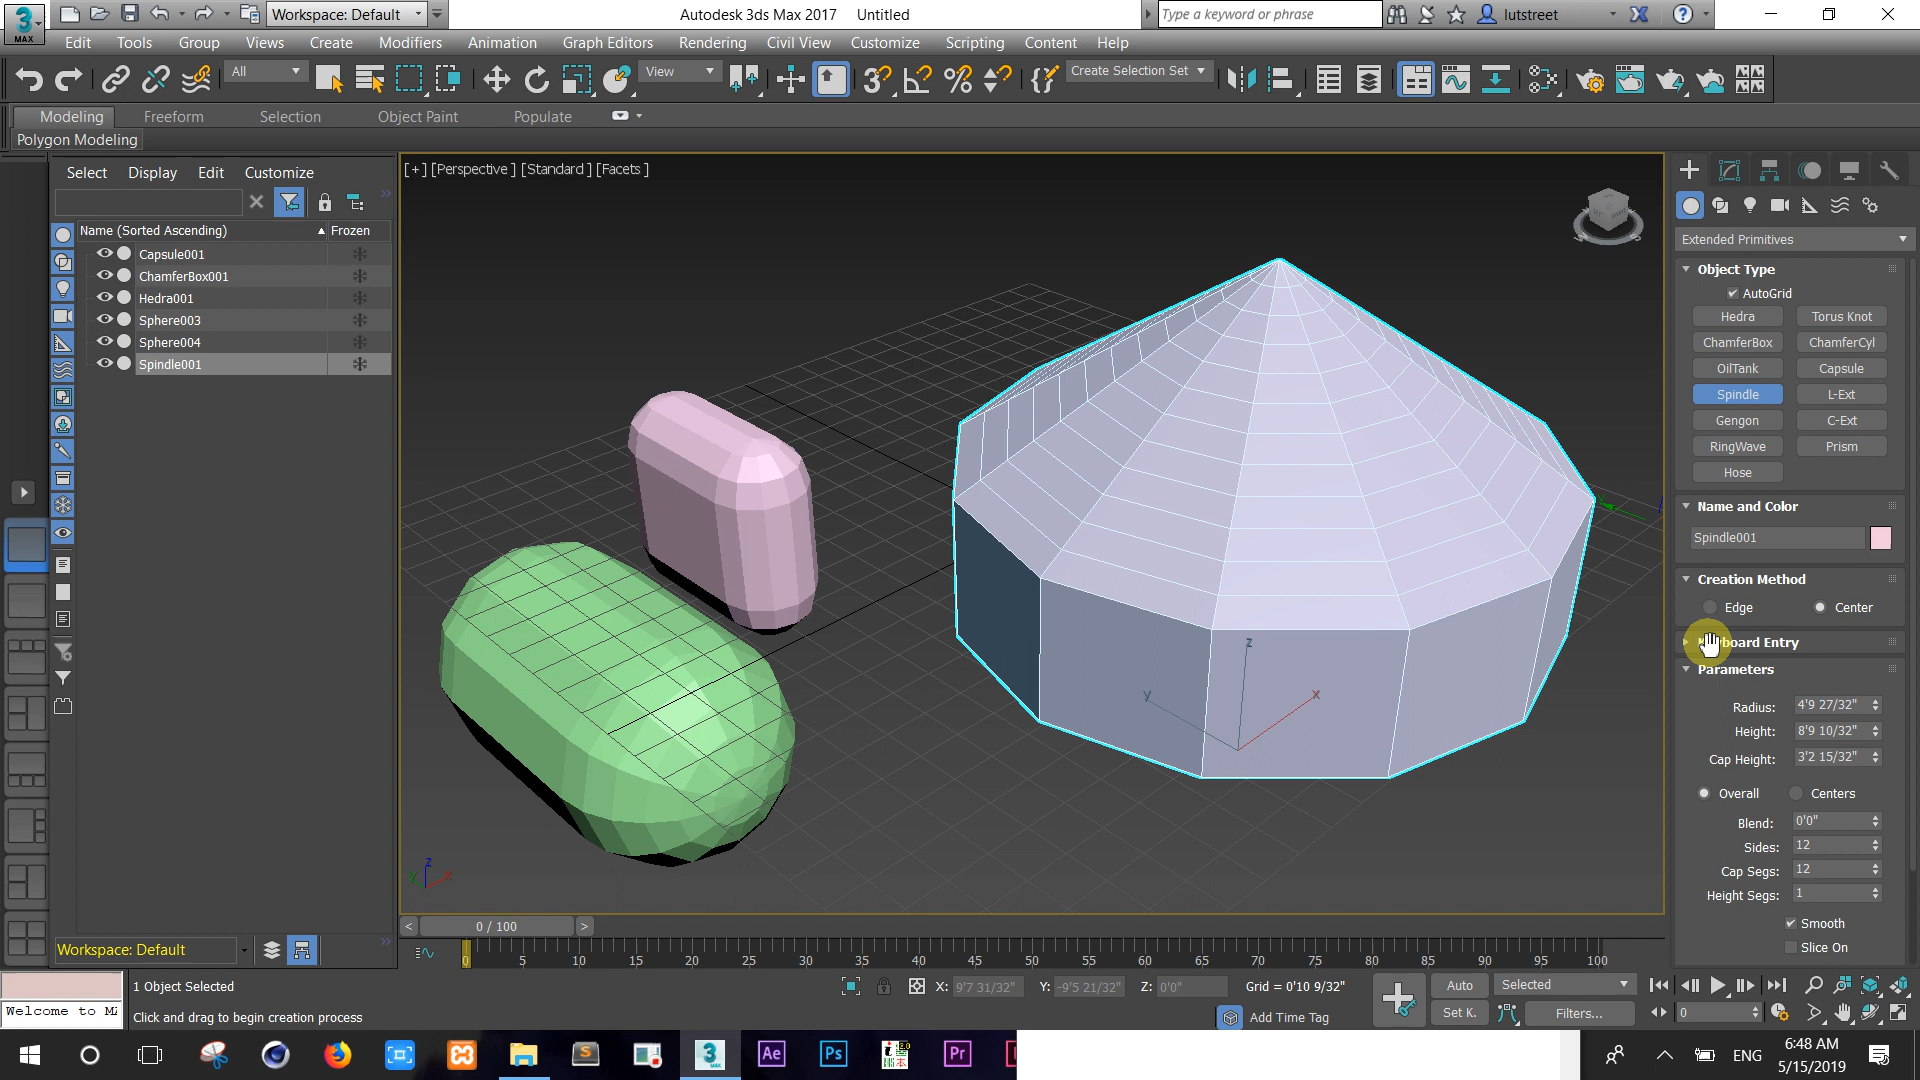 3 MAX Workspace: Default Autodesk 3ds Max 2017 Untitled Type a keyword or phrase lutstreet
Edit Tools Group Views Create Modifiers Animation Graph Editors Rendering Civil View Customize Scripting Content Help
All View Create Selection Set
Modeling Freeform Selection Object Paint Populate
Polygon Modeling
Select Display Edit Customize
[+] [Perspective ] [Standard ] [Facets ]
Name (Sorted Ascending) Frozen
Capsule001
ChamferBox001
Hedra001
Sphere003
Sphere004
Spindle001
z
y
x
z
y
x
y
Extended Primitives
Object Type
AutoGrid
Hedra Torus Knot
ChamferBox ChamferCyl
OilTank Capsule
Spindle L-Ext
Gengon C-Ext
RingWave Prism
Hose
Name and Color
Spindle001
Creation Method
Edge Center
board Entry
Parameters
Radius: 4'9 27/32"
Height: 8'9 10/32"
Cap Height: 3'2 15/32"
Overall Centers
Blend: 0'0"
Sides: 12
Cap Segs: 12
Height Segs: 1
Smooth
Slice On
< 0 / 100 >
Workspace: Default
0 5 10 15 20 25 30 35 40 45 50 55 60 65 70 75 80 85 90 95 100
1 Object Selected X: 9'7 31/32" Y: -9'5 21/32" Z: 0'0" Grid = 0'10 9/32" Auto Selected
Welcome to MA Click and drag to begin creation process Add Time Tag Set K. Filters... 0
3 MAX Ae Ps Pr ENG 6:48 AM
5/15/2019